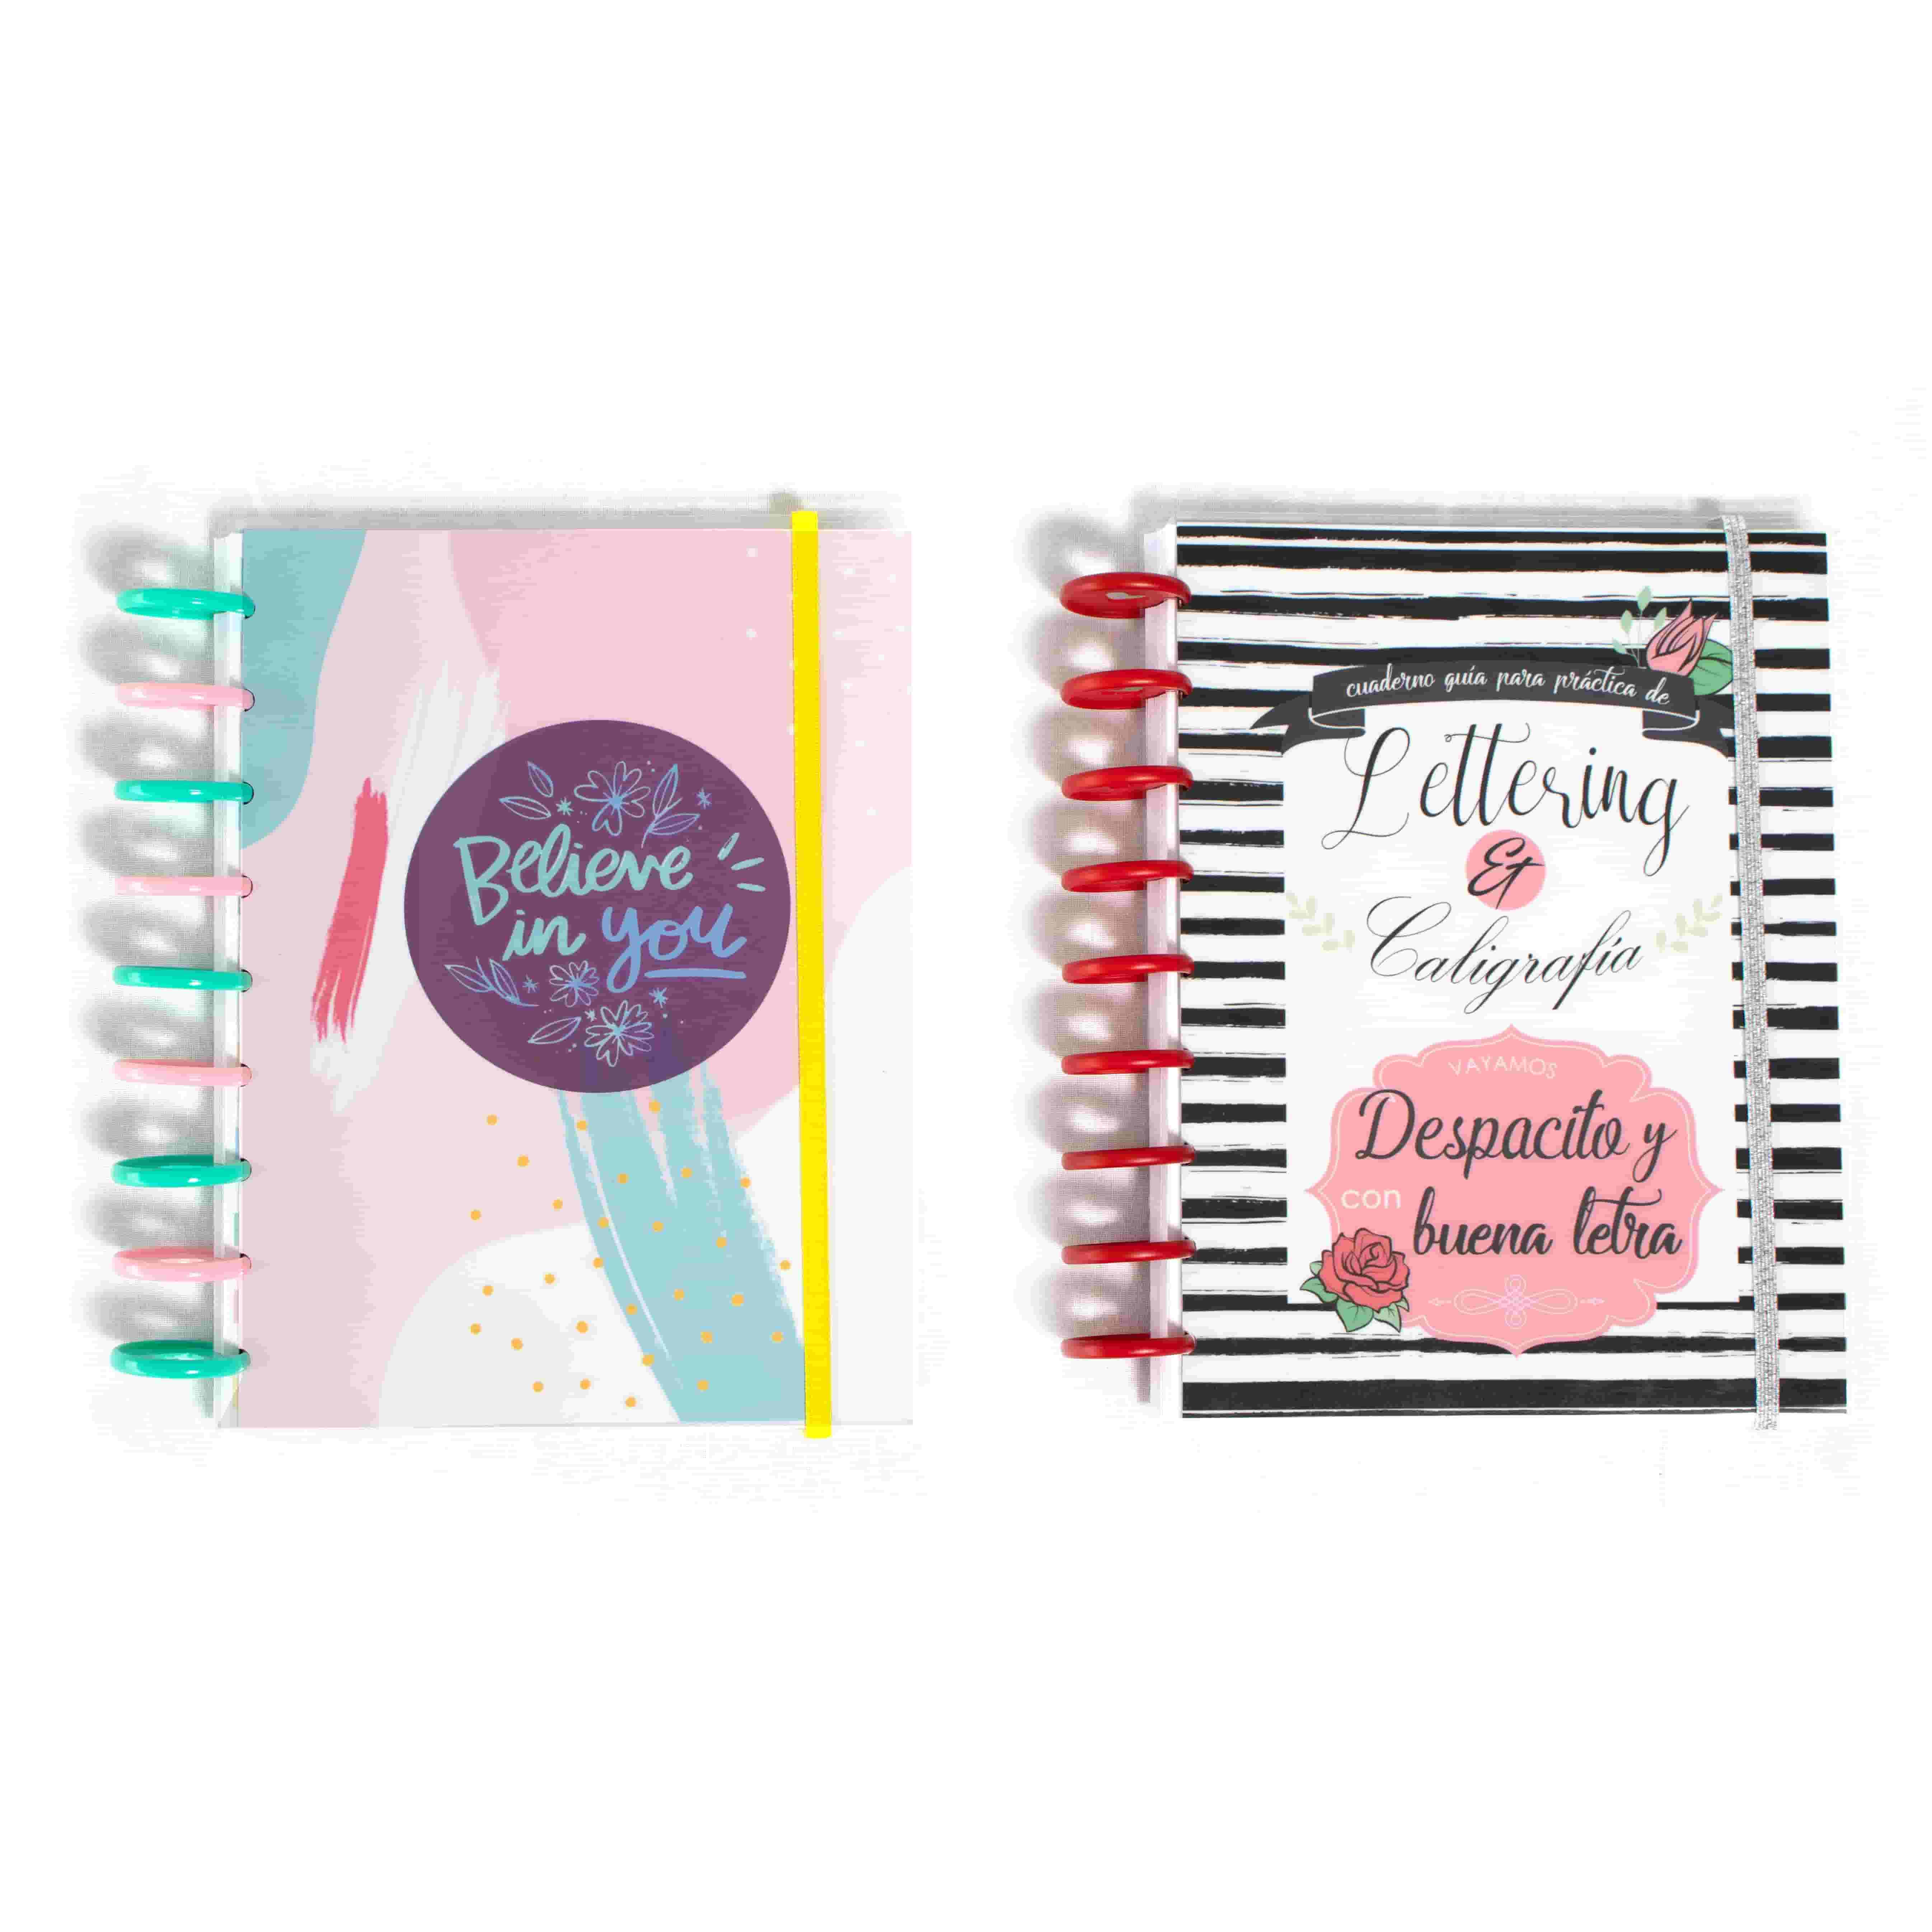 Believe
in you
cuaderno guía para práctica de
Lettering
&
Caligrafía
VAYAMOS
Despacito y
con buena letra